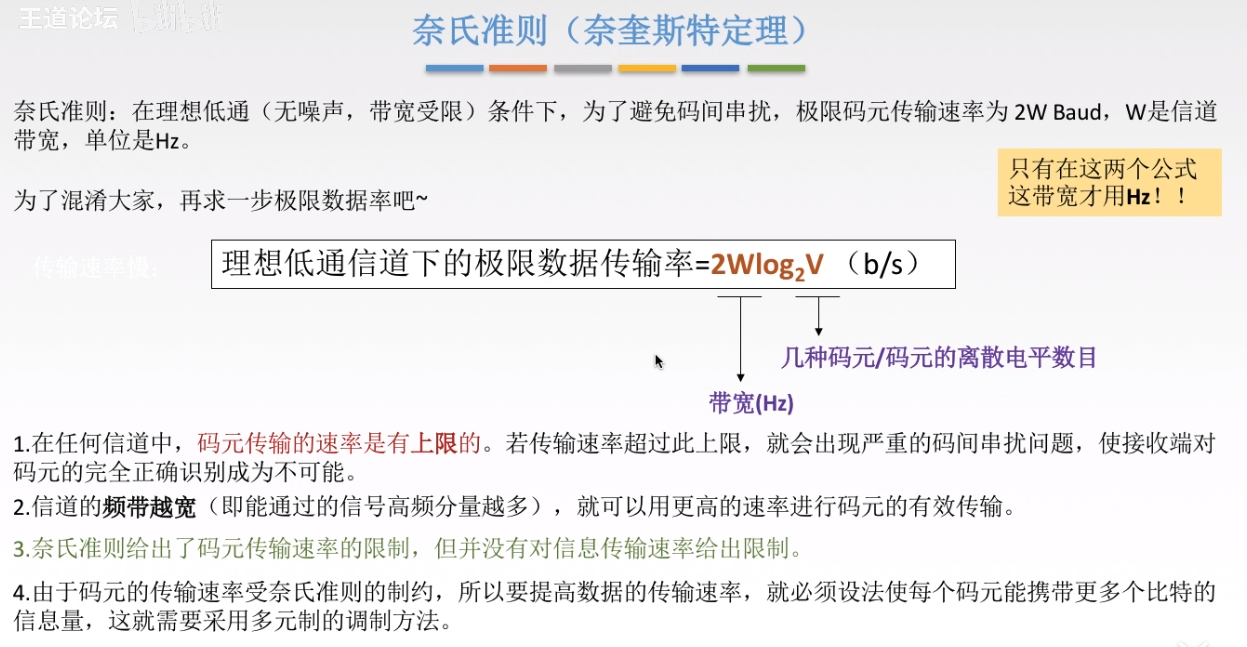 王道论坛
奈氏准则（奈奎斯特定理）
奈氏准则：在理想低通（无噪声，带宽受限）条件下，为了避免码间串扰，极限码元传输速率为 2W Baud，W是信道
带宽，单位是Hz。
只有在这两个公式
这带宽才用Hz！！
为了混淆大家，再求一步极限数据率吧~
理想低通信道下的极限数据传输率=2Wlog₂V （b/s）
几种码元/码元的离散电平数目
带宽(Hz)
1.在任何信道中，码元传输的速率是有上限的。若传输速率超过此上限，就会出现严重的码间串扰问题，使接收端对
码元的完全正确识别成为不可能。
2.信道的频带越宽（即能通过的信号高频分量越多），就可以用更高的速率进行码元的有效传输。
3.奈氏准则给出了码元传输速率的限制，但并没有对信息传输速率给出限制。
4.由于码元的传输速率受奈氏准则的制约，所以要提高数据的传输速率，就必须设法使每个码元能携带更多个比特的
信息量，这就需要采用多元制的调制方法。